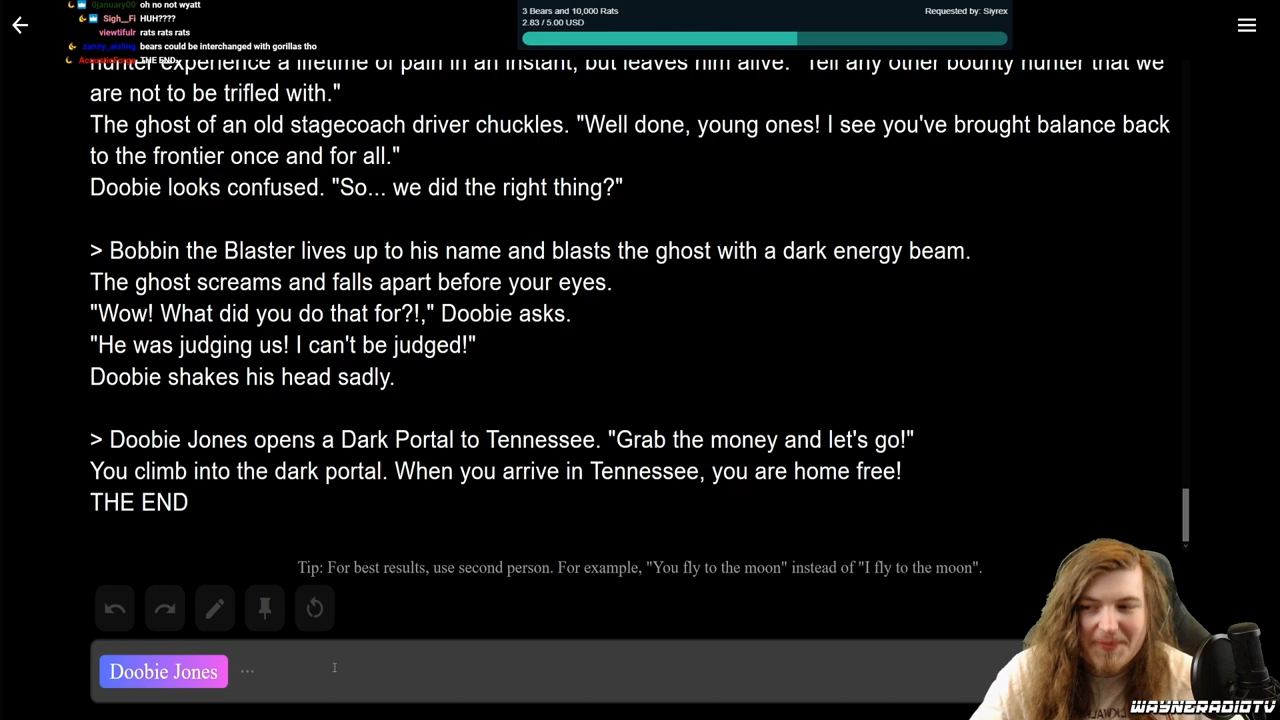 0january00 oh no not wyatt
Sigh__Fi HUH????
viewtifulr rats rats rats
zanny_aisling bears could be interchanged with gorillas tho
THE END
3 Bears and 10,000 Rats
Requested by: Siyrex
2.83 / 5.00 USD
hunter experience a lifetime of pain in an instant, but leaves him alive. "Tell any other bounty hunter that we
are not to be trifled with."
The ghost of an old stagecoach driver chuckles. "Well done, young ones! I see you've brought balance back
to the frontier once and for all."
Doobie looks confused. "So... we did the right thing?"
> Bobbin the Blaster lives up to his name and blasts the ghost with a dark energy beam.
The ghost screams and falls apart before your eyes.
"Wow! What did you do that for?!," Doobie asks.
"He was judging us! I can't be judged!"
Doobie shakes his head sadly.
> Doobie Jones opens a Dark Portal to Tennessee. "Grab the money and let's go!"
You climb into the dark portal. When you arrive in Tennessee, you are home free!
THE END
Tip: For best results, use second person. For example, "You fly to the moon" instead of "I fly to the moon".
Doobie Jones ...
WAYNERADIOTV